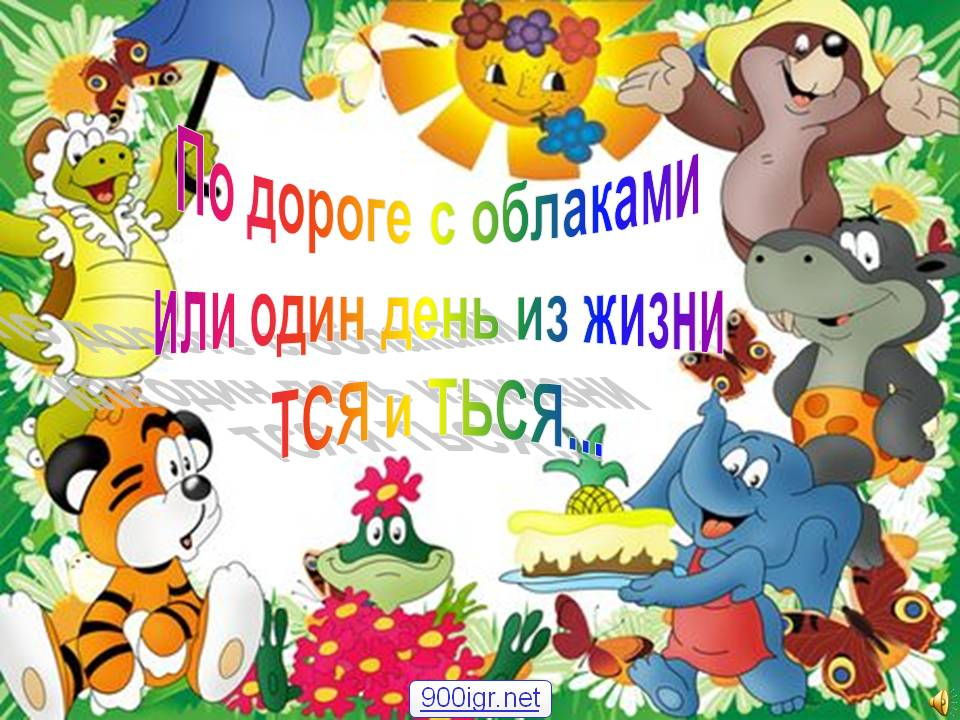 По дороге с облаками
или один день из жизни
ТСЯ и ТЬСЯ...
900igr.net